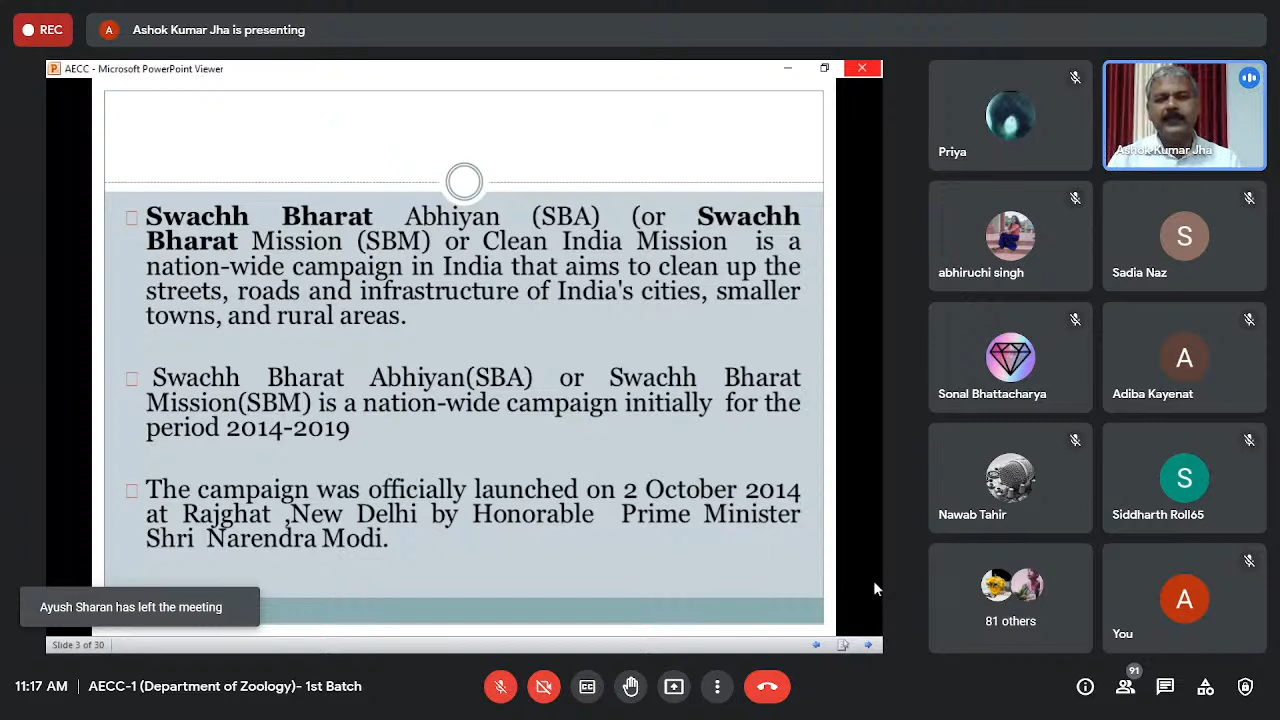 REC
A
Ashok Kumar Jha is presenting
AECC - Microsoft PowerPoint Viewer
Swachh Bharat Abhiyan (SBA) (or Swachh
Bharat Mission (SBM) or Clean India Mission is a
nation-wide campaign in India that aims to clean up the
streets, roads and infrastructure of India's cities, smaller
towns, and rural areas.
Swachh Bharat Abhiyan(SBA) or Swachh Bharat
Mission(SBM) is a nation-wide campaign initially for the
period 2014-2019
The campaign was officially launched on 2 October 2014
at Rajghat ,New Delhi by Honorable Prime Minister
Shri Narendra Modi.
Ayush Sharan has left the meeting
Slide 3 of 30
Priya
Ashok Kumar Jha
abhiruchi singh
S
Sadia Naz
Sonal Bhattacharya
A
Adiba Kayenat
Nawab Tahir
S
Siddharth Roll65
81 others
A
You
11:17 AM | AECC-1 (Department of Zoology)- 1st Batch
91